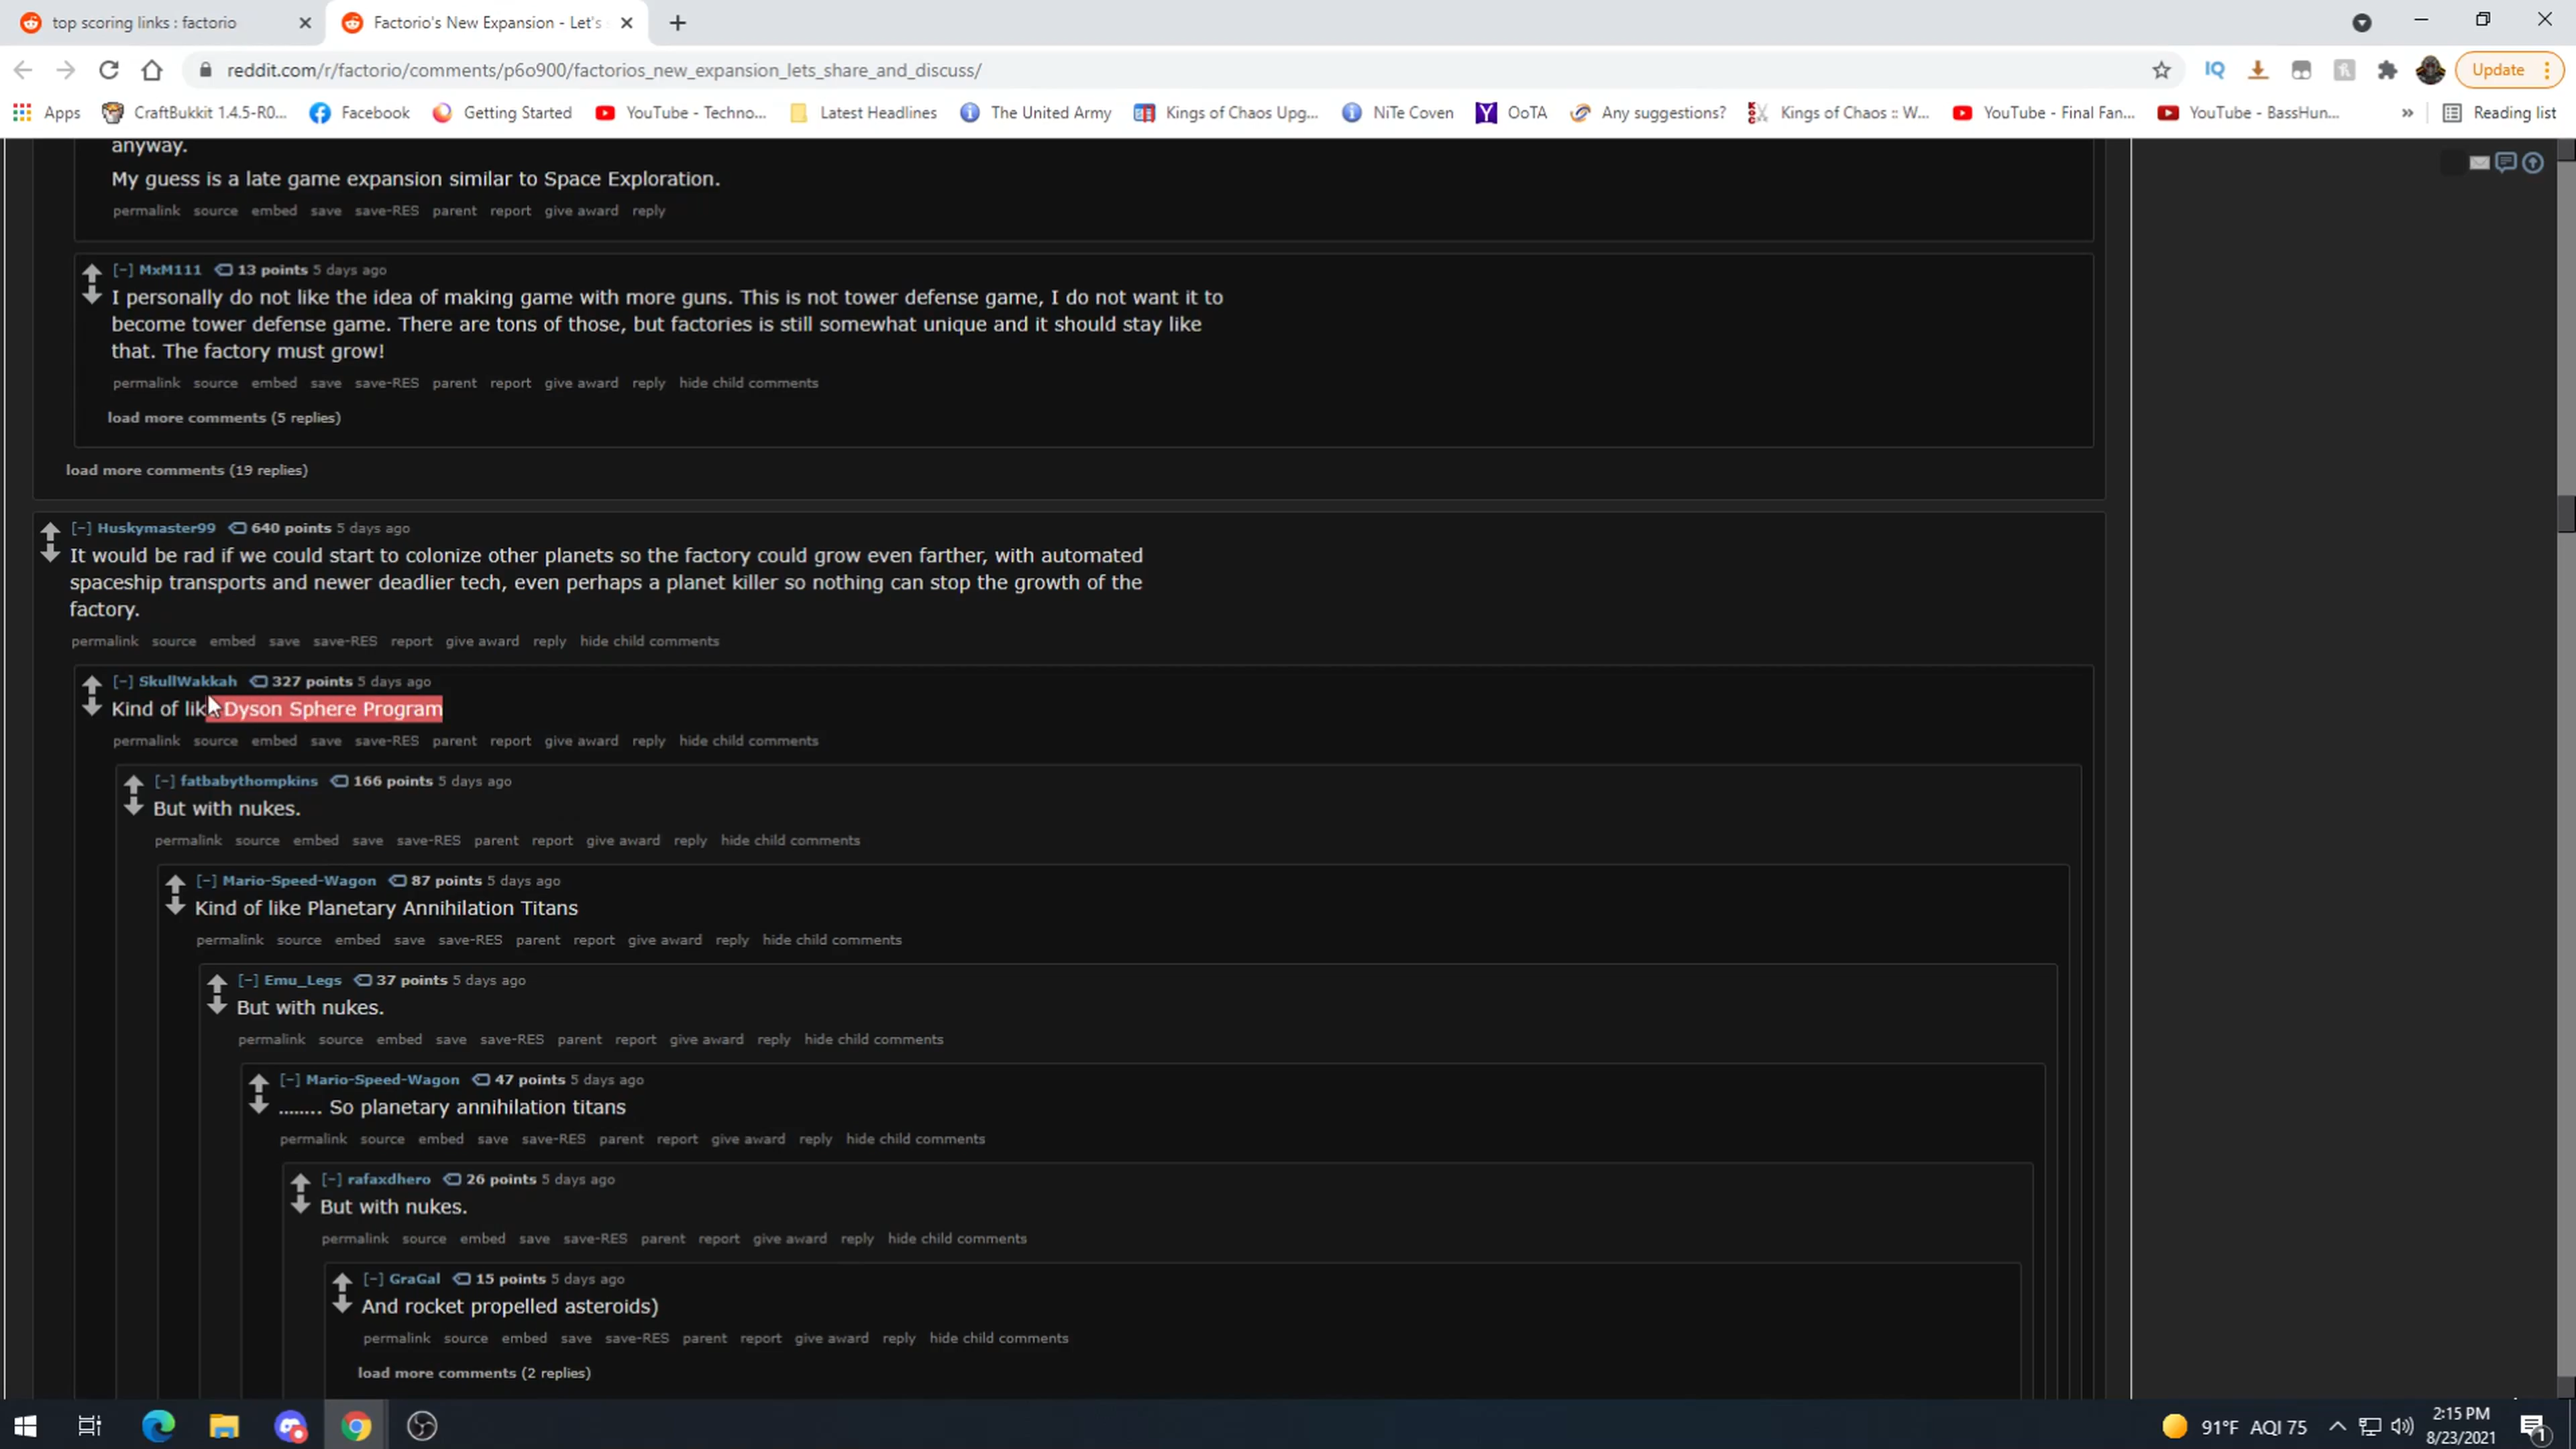 top scoring links : factorio
Factorio's New Expansion - Let's
reddit.com/r/factorio/comments/p6o900/factorios_new_expansion_lets_share_and_discuss/
IQ
Update
Apps
CraftBukkit 1.4.5-R0...
Facebook
Getting Started
YouTube - Techno...
Latest Headlines
The United Army
Kings of Chaos Upg...
NiTe Coven
OoTA
Any suggestions?
Kings of Chaos :: W...
YouTube - Final Fan...
YouTube - BassHun...
»
Reading list
anyway.
My guess is a late game expansion similar to Space Exploration.
permalink source embed save save-RES parent report give award reply
[-] MxM111 13 points 5 days ago
I personally do not like the idea of making game with more guns. This is not tower defense game, I do not want it to
become tower defense game. There are tons of those, but factories is still somewhat unique and it should stay like
that. The factory must grow!
permalink source embed save save-RES parent report give award reply hide child comments
load more comments (5 replies)
load more comments (19 replies)
[-] Huskymaster99 640 points 5 days ago
It would be rad if we could start to colonize other planets so the factory could grow even farther, with automated
spaceship transports and newer deadlier tech, even perhaps a planet killer so nothing can stop the growth of the
factory.
permalink source embed save save-RES report give award reply hide child comments
[-] SkullWakkah 327 points 5 days ago
Kind of like Dyson Sphere Program
permalink source embed save save-RES parent report give award reply hide child comments
[-] fatbabythompkins 166 points 5 days ago
But with nukes.
permalink source embed save save-RES parent report give award reply hide child comments
[-] Mario-Speed-Wagon 87 points 5 days ago
Kind of like Planetary Annihilation Titans
permalink source embed save save-RES parent report give award reply hide child comments
[-] Emu_Legs 37 points 5 days ago
But with nukes.
permalink source embed save save-RES parent report give award reply hide child comments
[-] Mario-Speed-Wagon 47 points 5 days ago
........ So planetary annihilation titans
permalink source embed save save-RES parent report give award reply hide child comments
[-] rafaxdhero 26 points 5 days ago
But with nukes.
permalink source embed save save-RES parent report give award reply hide child comments
[-] GraGal 15 points 5 days ago
And rocket propelled asteroids)
permalink source embed save save-RES parent report give award reply hide child comments
load more comments (2 replies)
91°F AQI 75
2:15 PM
8/23/2021
1